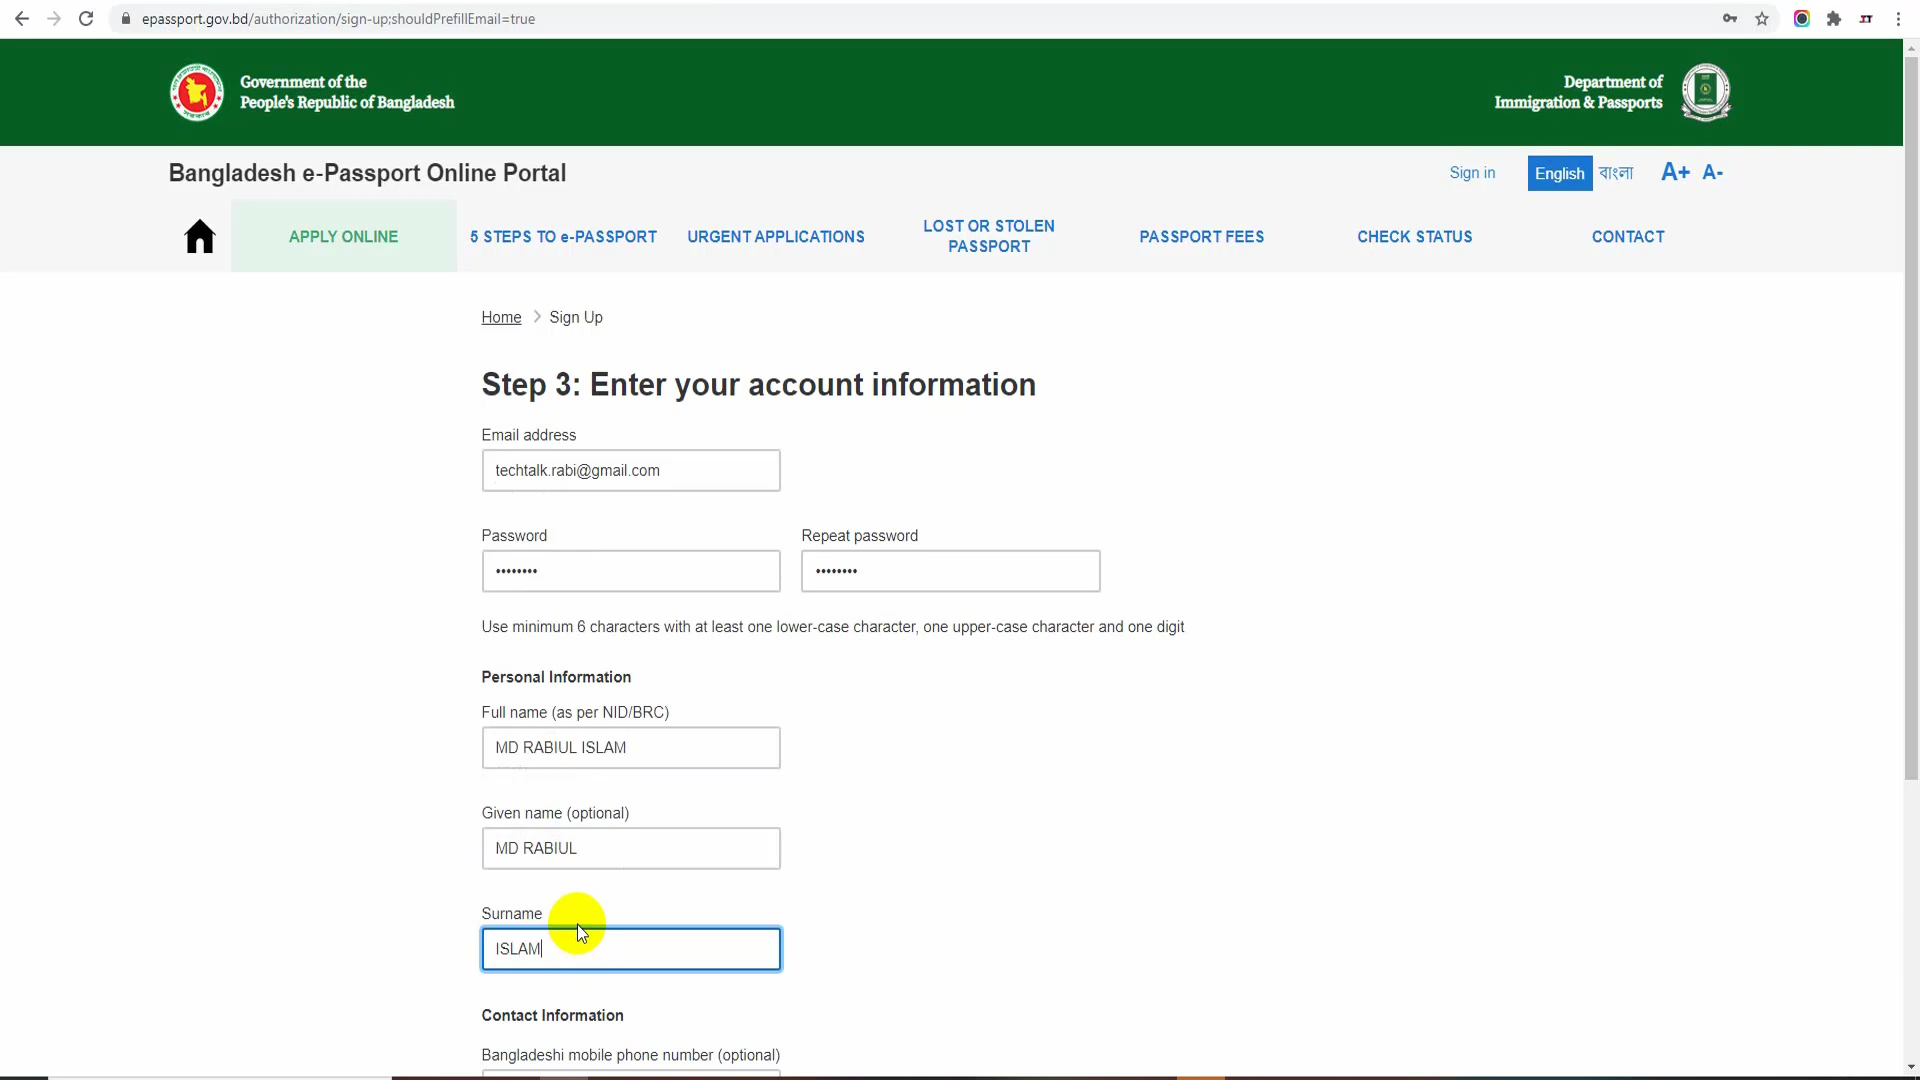 epassport.gov.bd/authorization/sign-up;shouldPrefillEmail=true
Government of the
People's Republic of Bangladesh
Department of
Immigration & Passports
Bangladesh e-Passport Online Portal
Sign in
English
বাংলা
A+ A-
APPLY ONLINE
5 STEPS TO e-PASSPORT
URGENT APPLICATIONS
LOST OR STOLEN
PASSPORT
PASSPORT FEES
CHECK STATUS
CONTACT
Home > Sign Up
Step 3: Enter your account information
Email address
techtalk.rabi@gmail.com
Password
Repeat password
••••••••
••••••••
Use minimum 6 characters with at least one lower-case character, one upper-case character and one digit
Personal Information
Full name (as per NID/BRC)
MD RABIUL ISLAM
Given name (optional)
MD RABIUL
Surname
ISLAM
Contact Information
Bangladeshi mobile phone number (optional)